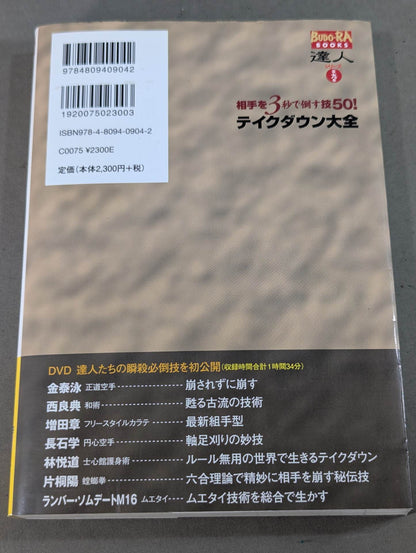 9784809409042
1920075023003
ISBN978-4-8094-0904-2
C0075 ¥2300E
定価（本体2,300円+税）
BUDO-RA
BOOKS
達人
シリーズ
相手を3秒で倒す技50!
テイクダウン大全
DVD 達人たちの瞬殺必倒技を初公開（収録時間合計1時間34分）
金泰泳 正道空手 崩されずに崩す
西良典 和術 甦る古流の技術
増田章 フリースタイルカラテ 最新組手型
長石学 円心空手 軸足刈りの妙技
林悦道 士心館護身術 ルール無用の世界で生きるテイクダウン
片桐陽 螳螂拳 六合理論で精妙に相手を崩す秘伝技
ランバー・ソムデートM16 ムエタイ ムエタイ技術を総合で生かす